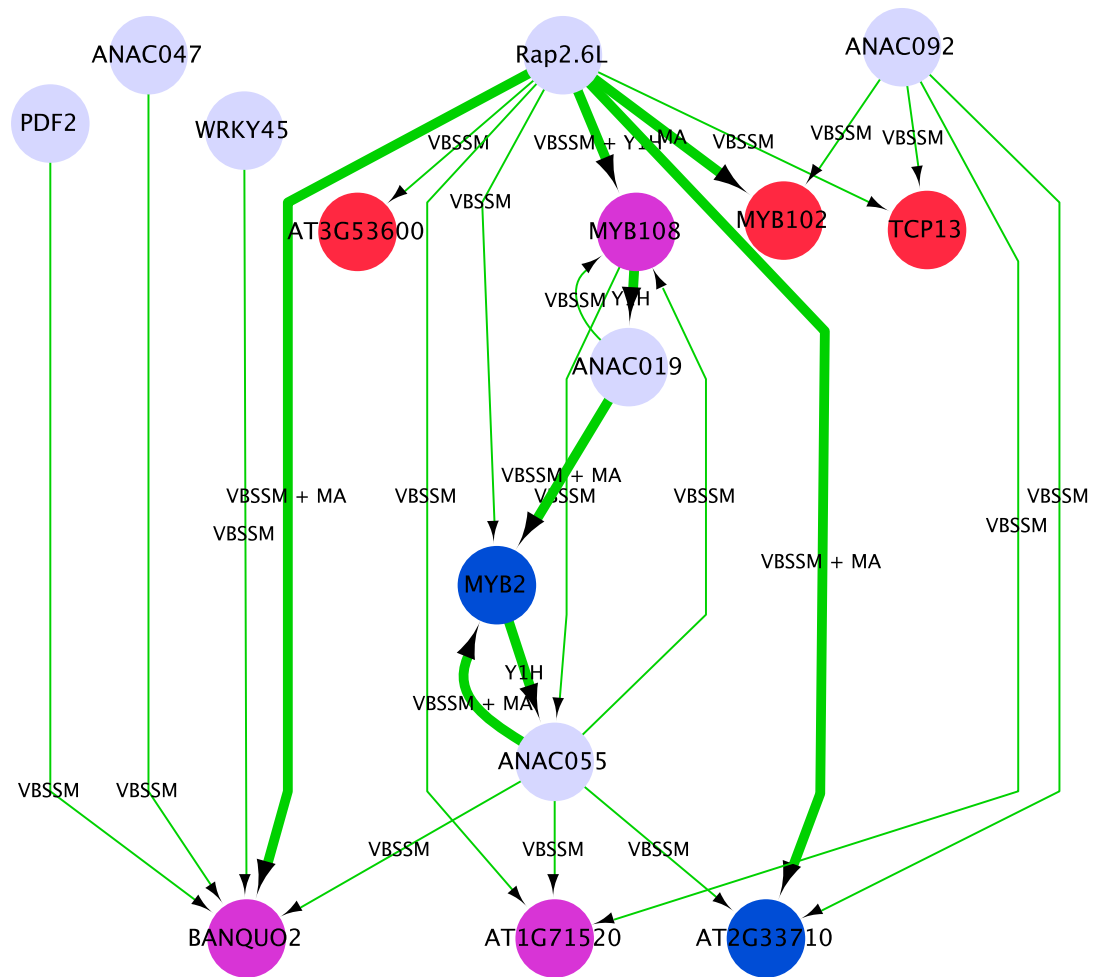 ANAC047
Rap2.6L
ANAC092
PDF2
WRKY45
VBSSM
VBSSM + Y1H
MA
VBSSM
VBSSM
VBSSM
VBSSM
AT3G53600
MYB108
MYB102
TCP13
VBSSM
Y1H
ANAC019
VBSSM + MA
VBSSM + MA
VBSSM
VBSSM
VBSSM
VBSSM
VBSSM
VBSSM
VBSSM + MA
MYB2
Y1H
VBSSM + MA
ANAC055
VBSSM
VBSSM
VBSSM
VBSSM
VBSSM
BANQUO2
AT1G71520
AT2G33710